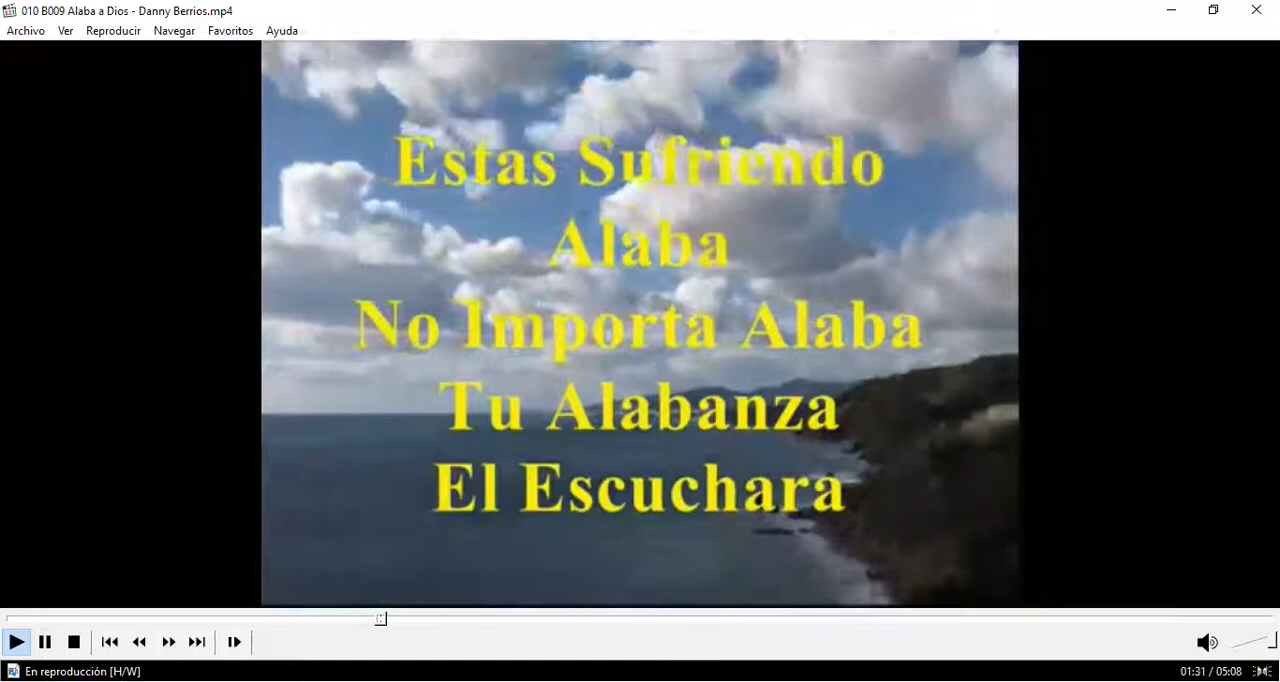 010 B009 Alaba a Dios - Danny Berrios.mp4
Archivo Ver Reproducir Navegar Favoritos Ayuda
Estas Sufriendo
Alaba
No Importa Alaba
Tu Alabanza
El Escuchara
En reproducción [H/W] 01:31 / 05:08